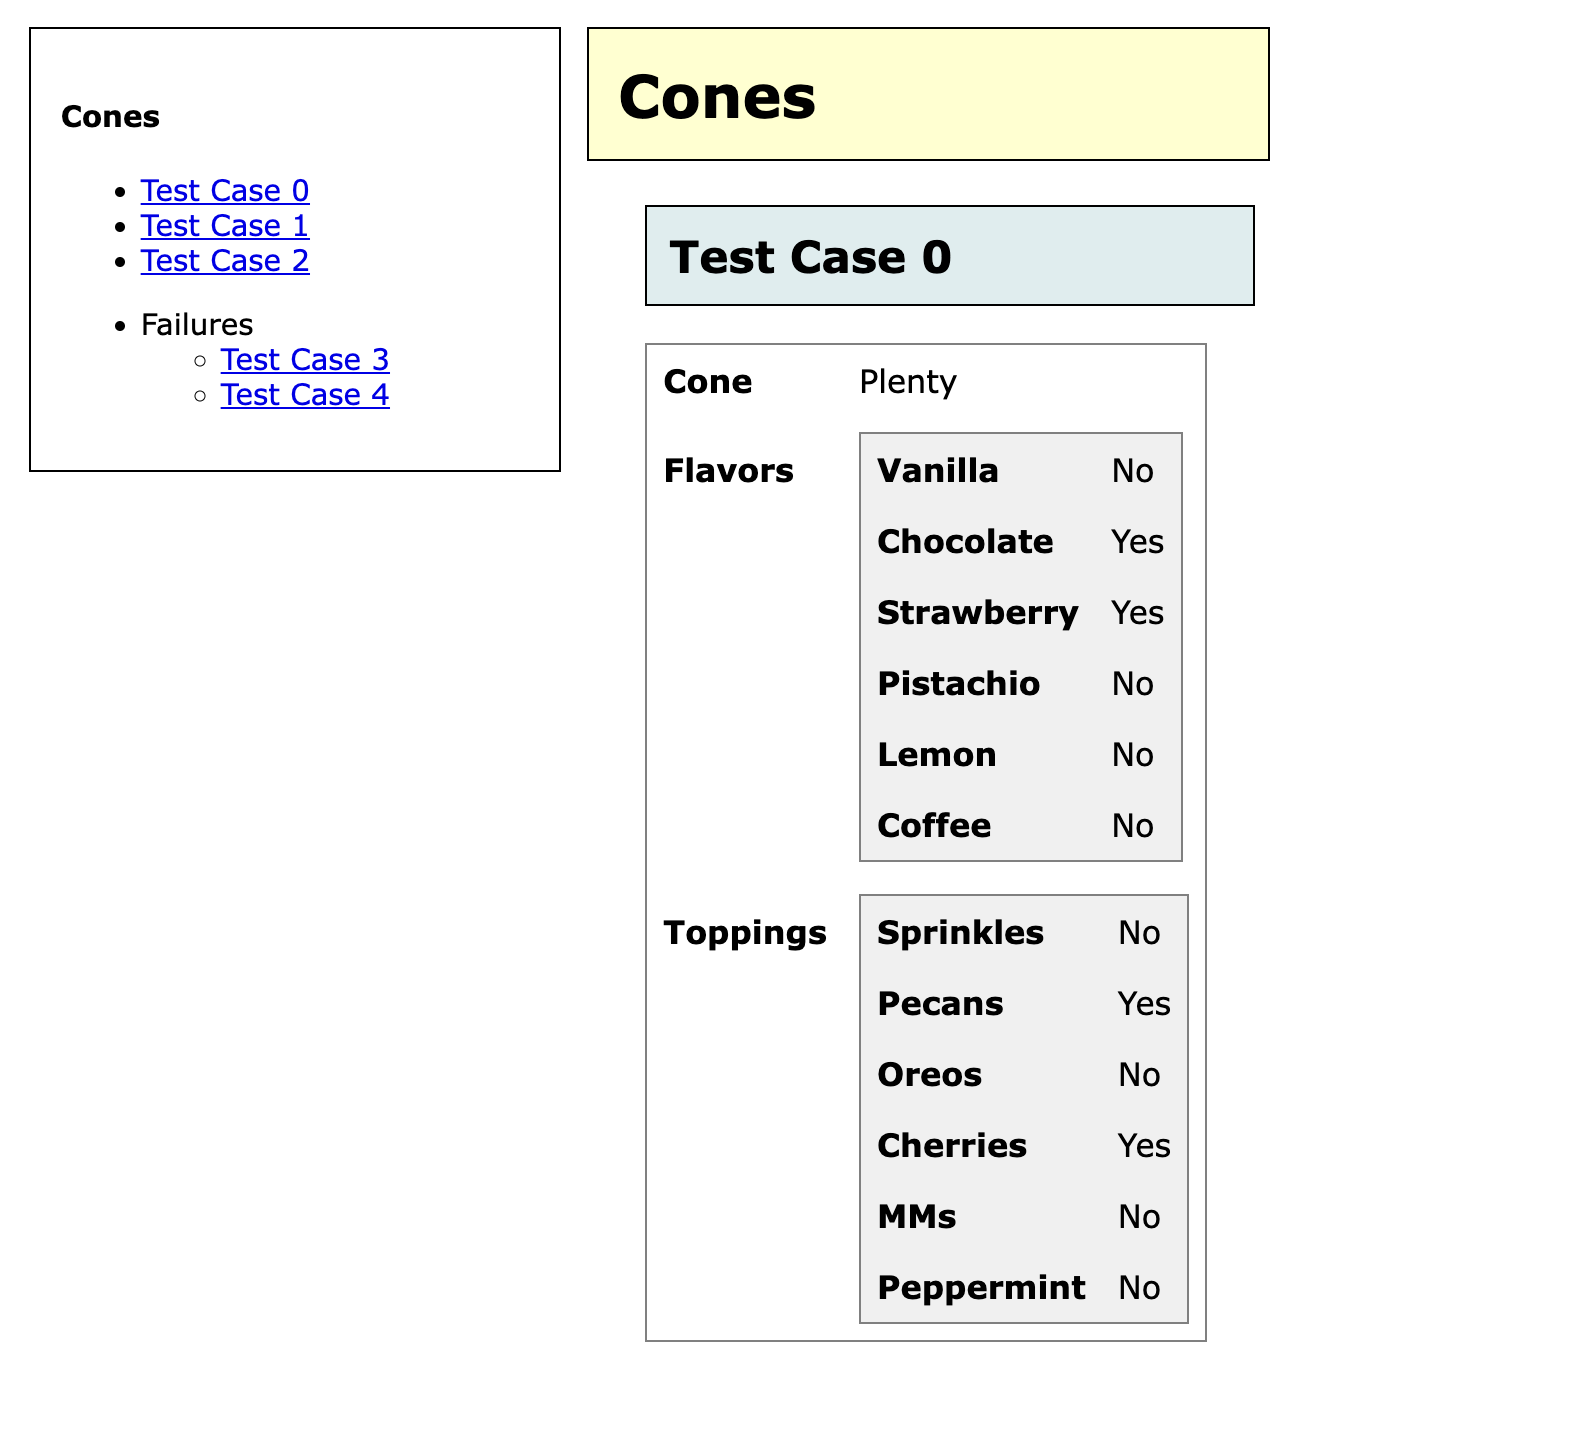 Cones
Test Case 0
Test Case 1
Test Case 2
Failures
Test Case 3
Test Case 4
Cones
Test Case 0
Cone Plenty
Flavors Vanilla No
Chocolate Yes
Strawberry Yes
Pistachio No
Lemon No
Coffee No
Toppings Sprinkles No
Pecans Yes
Oreos No
Cherries Yes
MMs No
Peppermint No